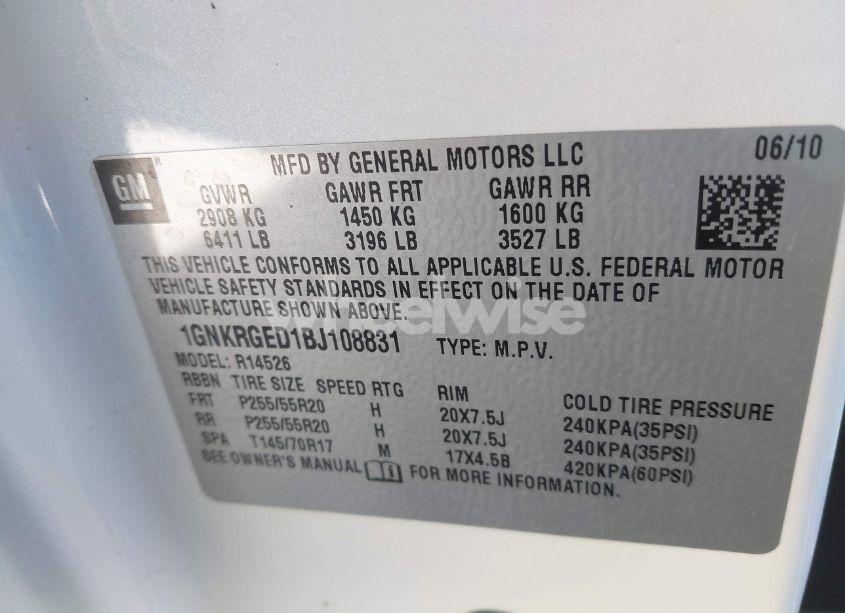 GM
MFD BY GENERAL MOTORS LLC 06/10
GVWR GAWR FRT GAWR RR
2908 KG 1450 KG 1600 KG
6411 LB 3196 LB 3527 LB
THIS VEHICLE CONFORMS TO ALL APPLICABLE U.S. FEDERAL MOTOR
VEHICLE SAFETY STANDARDS IN EFFECT ON THE DATE OF
MANUFACTURE SHOWN ABOVE.
wheelwise
1GNKRGED1BJ108831 TYPE: M.P.V.
MODEL: R14526
RBBN TIRE SIZE SPEED RTG RIM COLD TIRE PRESSURE
FRT P255/55R20 H 20X7.5J 240KPA(35PSI)
RR P255/55R20 H 20X7.5J 240KPA(35PSI)
SPA T145/70R17 M 17X4.5B 420KPA(60PSI)
SEE OWNER'S MANUAL FOR MORE INFORMATION.